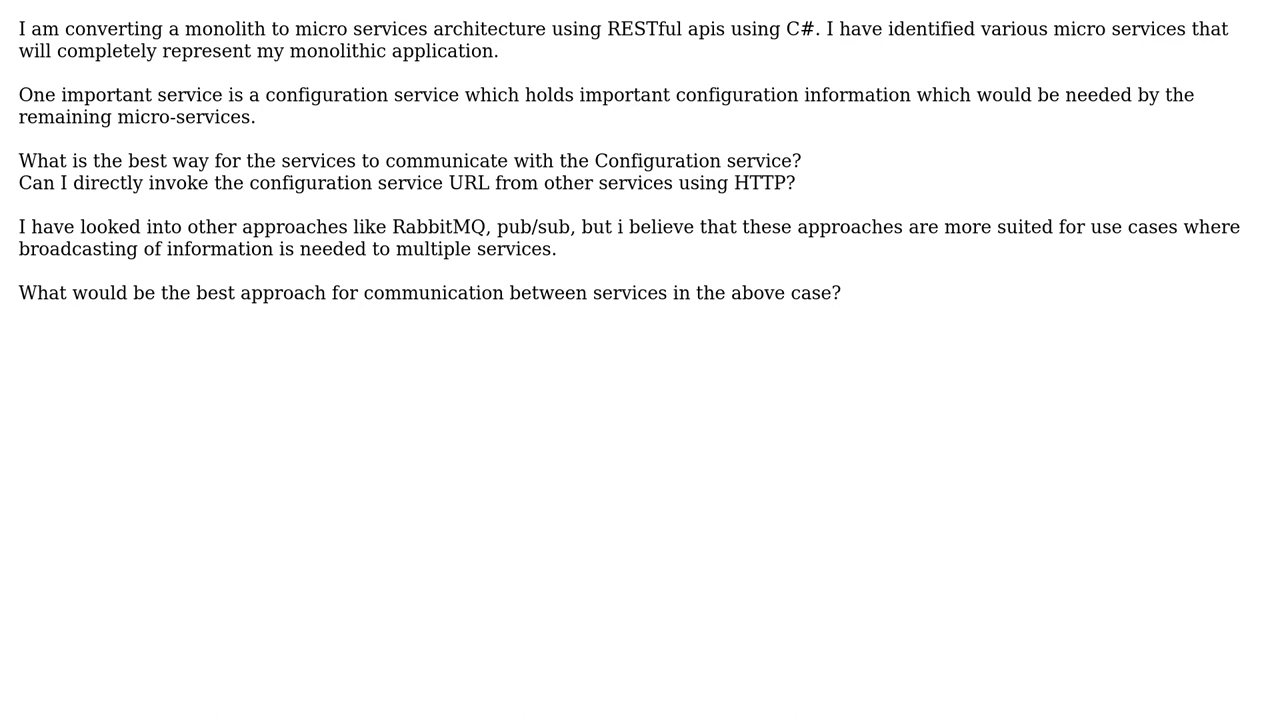 I am converting a monolith to micro services architecture using RESTful apis using C#. I have identified various micro services that
will completely represent my monolithic application.
One important service is a configuration service which holds important configuration information which would be needed by the
remaining micro-services.
What is the best way for the services to communicate with the Configuration service?
Can I directly invoke the configuration service URL from other services using HTTP?
I have looked into other approaches like RabbitMQ, pub/sub, but i believe that these approaches are more suited for use cases where
broadcasting of information is needed to multiple services.
What would be the best approach for communication between services in the above case?